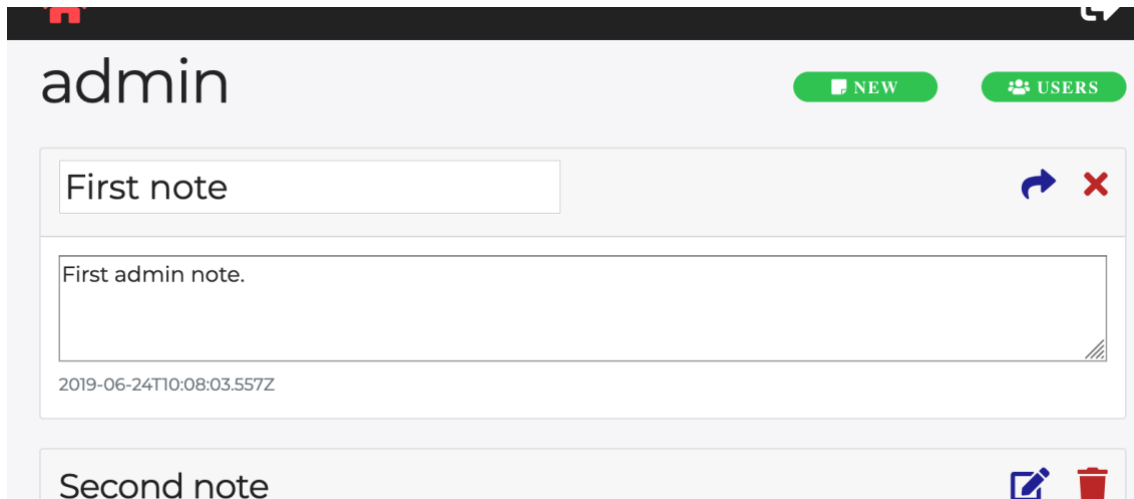 admin
NEW
USERS
First note
First admin note.
2019-06-24T10:08:03.557Z
Second note